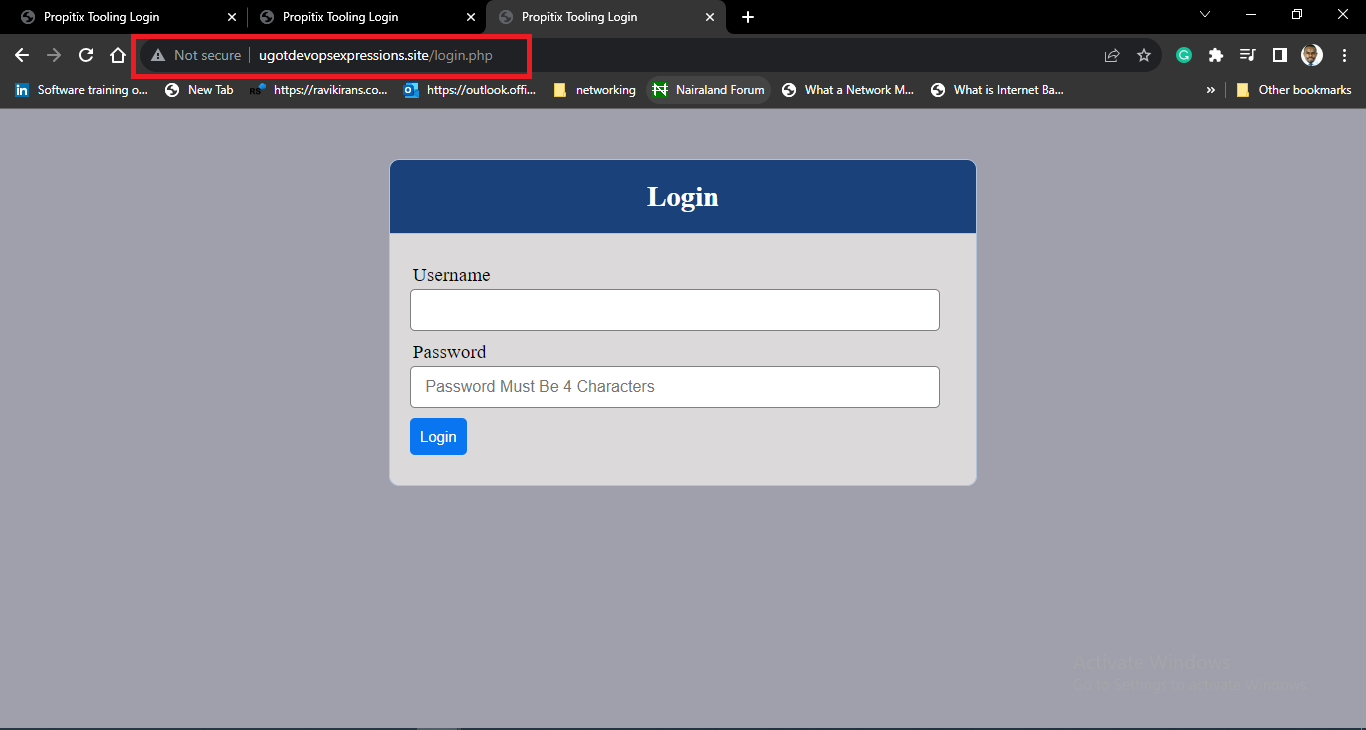 Propitix Tooling Login Propitix Tooling Login Propitix Tooling Login
Not secure ugotdevopsexpressions.site/login.php
Software training o... New Tab https://ravikirans.co... https://outlook.offi... networking Nairaland Forum What a Network M... What is Internet Ba... » Other bookmarks
Login
Username
Password
Password Must Be 4 Characters
Login
Activate Windows
Go to Settings to activate Windows.